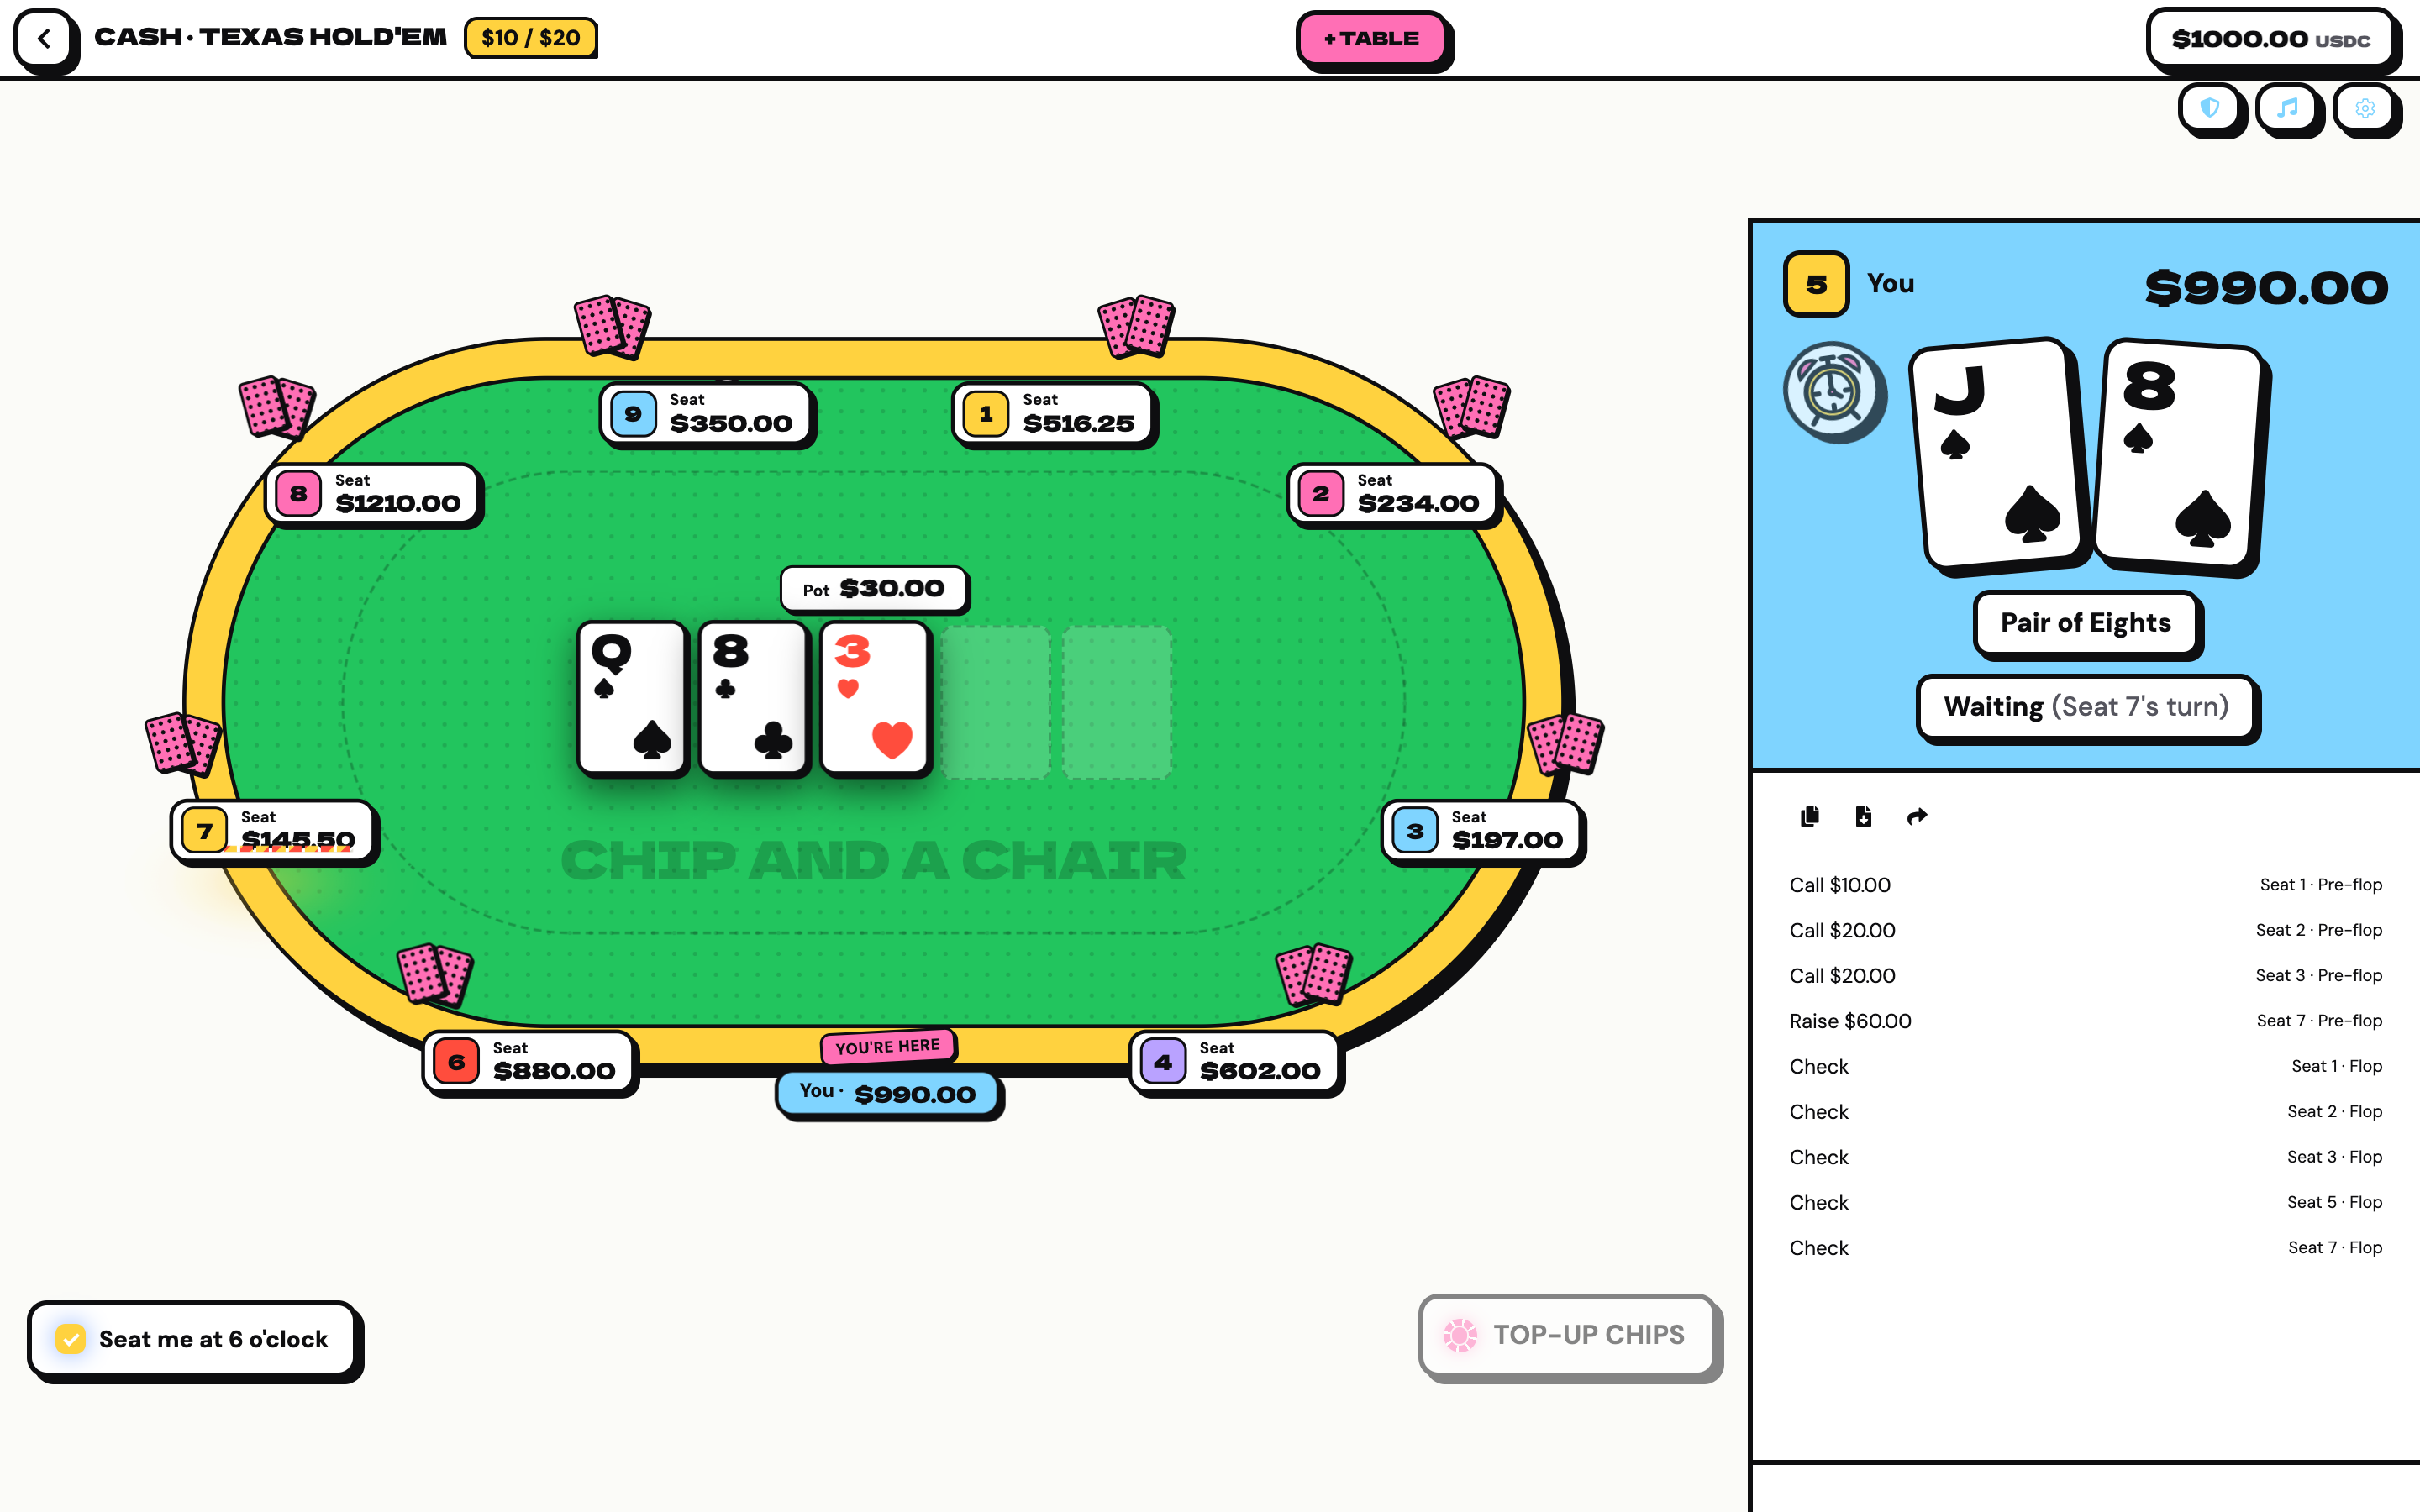 CASH · TEXAS HOLD'EM
$10 / $20
+ TABLE
$1000.00 USDC
9
Seat
$350.00
1
Seat
$516.25
8
Seat
$1210.00
2
Seat
$234.00
Pot $30.00
Q
8
3
7
Seat
$145.50
3
Seat
$197.00
CHIP AND A CHAIR
6
Seat
$880.00
YOU'RE HERE
You · $990.00
4
Seat
$602.00
Seat me at 6 o'clock
TOP-UP CHIPS
5
You
$990.00
J
8
Pair of Eights
Waiting (Seat 7's turn)
Call $10.00 Seat 1 · Pre-flop
Call $20.00 Seat 2 · Pre-flop
Call $20.00 Seat 3 · Pre-flop
Raise $60.00 Seat 7 · Pre-flop
Check Seat 1 · Flop
Check Seat 2 · Flop
Check Seat 3 · Flop
Check Seat 5 · Flop
Check Seat 7 · Flop